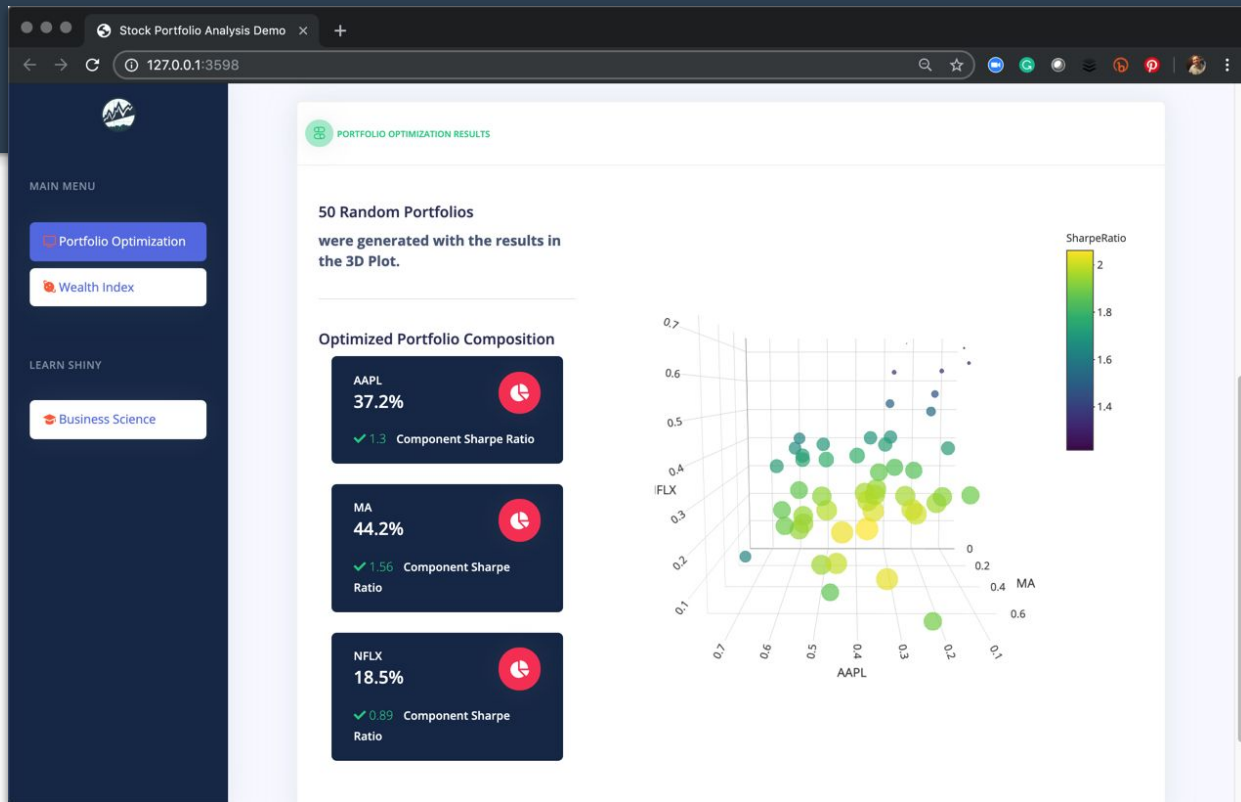 Stock Portfolio Analysis Demo
127.0.0.1:3598
MAIN MENU
Portfolio Optimization
Wealth Index
LEARN SHINY
Business Science
PORTFOLIO OPTIMIZATION RESULTS
50 Random Portfolios
were generated with the results in
the 3D Plot.
Optimized Portfolio Composition
AAPL
37.2%
1.3 Component Sharpe Ratio
MA
44.2%
1.56 Component Sharpe
Ratio
NFLX
18.5%
0.89 Component Sharpe
Ratio
SharpeRatio
2
1.8
1.6
1.4
0.7
0.6
0.5
0.4
NFLX
0.3
0.2
0.1
0
0.2
0.4 MA
0.6
0.7 0.6 0.5 0.4 0.3 0.2 0.1
AAPL